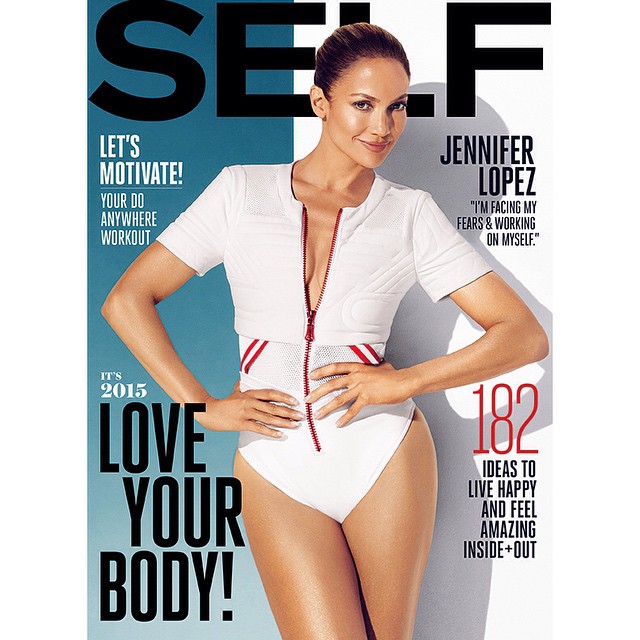 SELF
LET'S
MOTIVATE!
YOUR DO
ANYWHERE
WORKOUT
JENNIFER
LOPEZ
"I'M FACING MY
FEARS & WORKING
ON MYSELF."
IT'S
2015
LOVE
YOUR
BODY!
182
IDEAS TO
LIVE HAPPY
AND FEEL
AMAZING
INSIDE+OUT